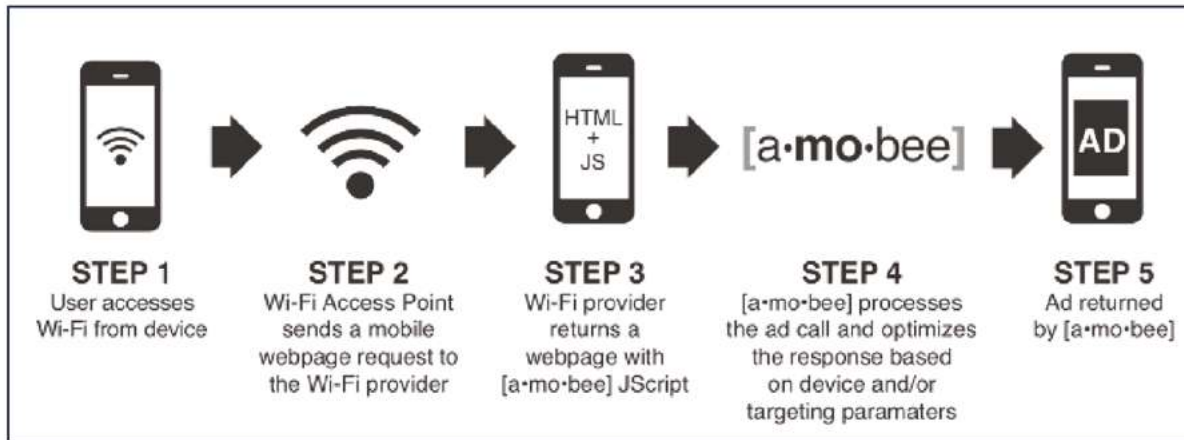 HTML
+
JS
[a•mo•bee]
AD
STEP 1
User accesses
Wi-Fi from device
STEP 2
Wi-Fi Access Point
sends a mobile
webpage request to
the Wi-Fi provider
STEP 3
Wi-Fi provider
returns a
webpage with
[a•mo•bee] JScript
STEP 4
[a•mo•bee] processes
the ad call and optimizes
the response based
on device and/or
targeting paramaters
STEP 5
Ad returned
by [a•mo•bee]